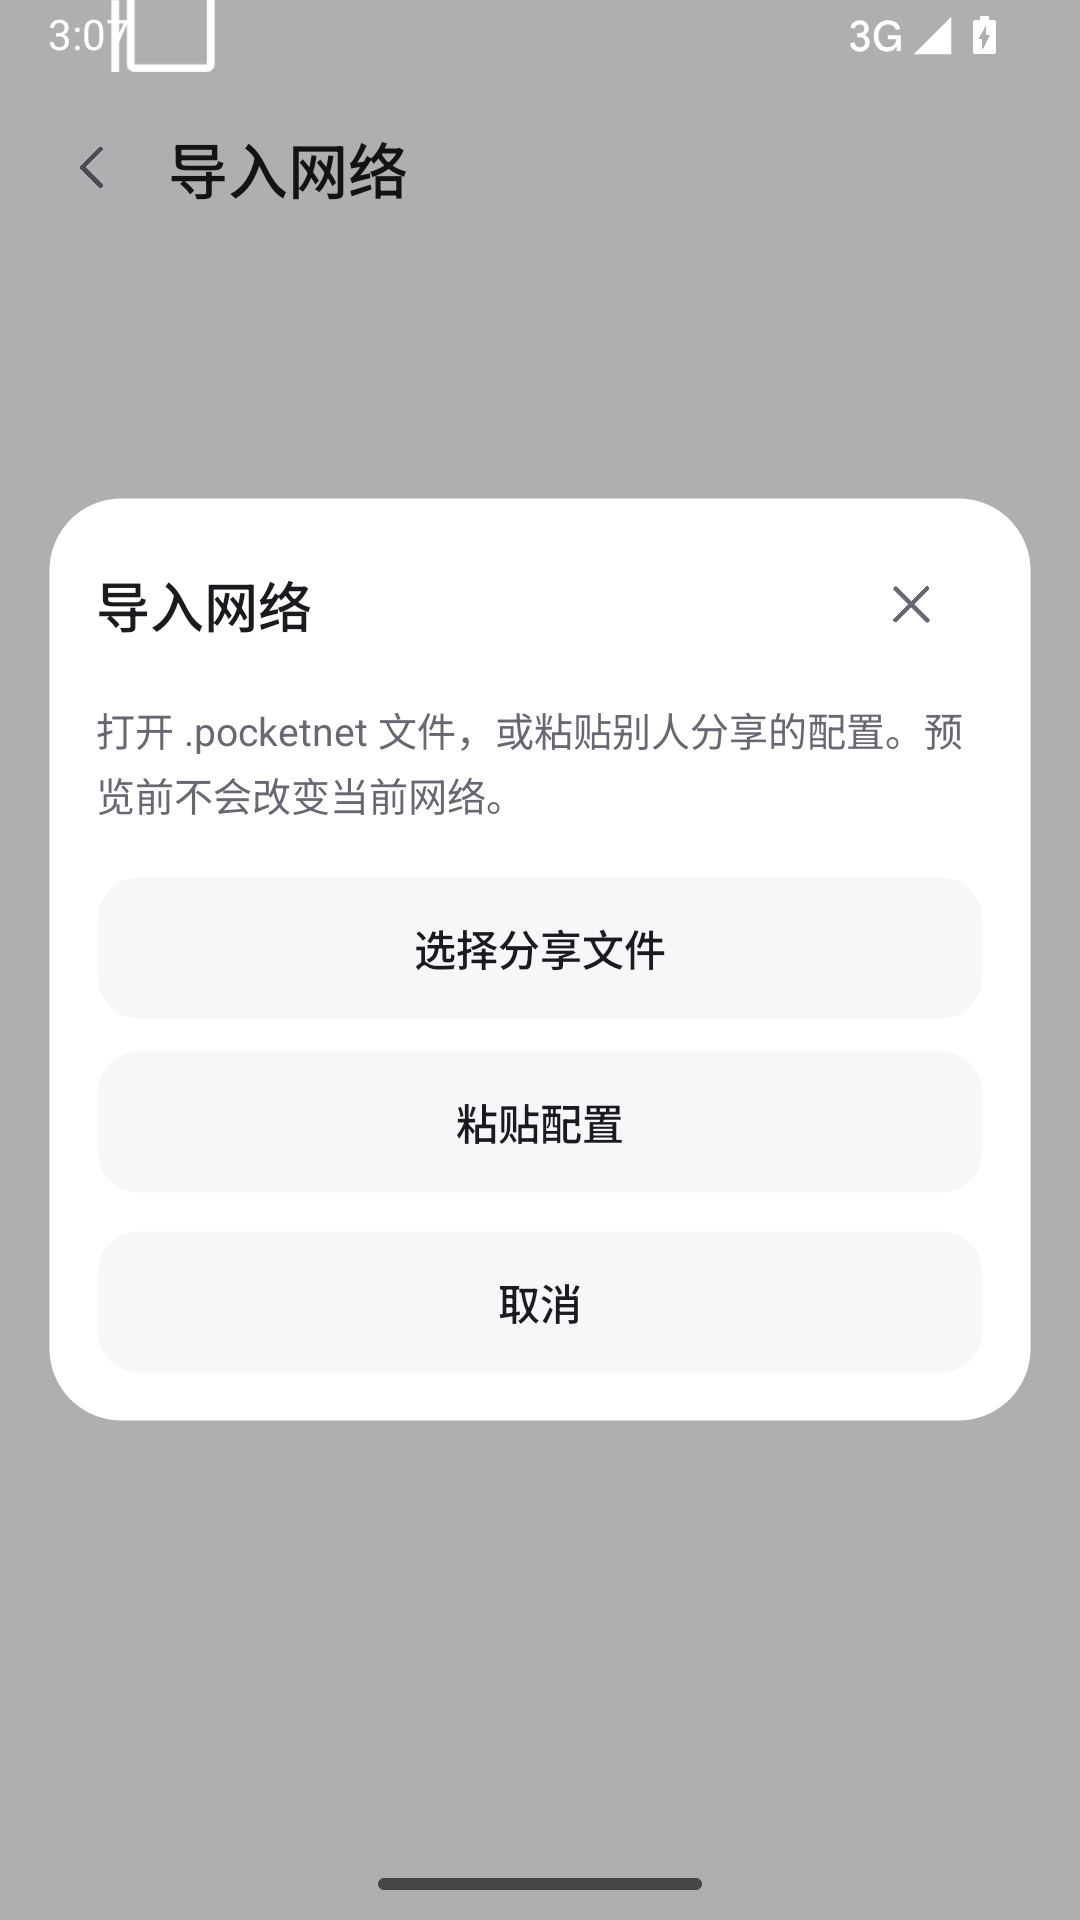 3:07
3G
导入网络
导入网络
打开 .pocketnet 文件，或粘贴别人分享的配置。预
览前不会改变当前网络。
选择分享文件
粘贴配置
取消